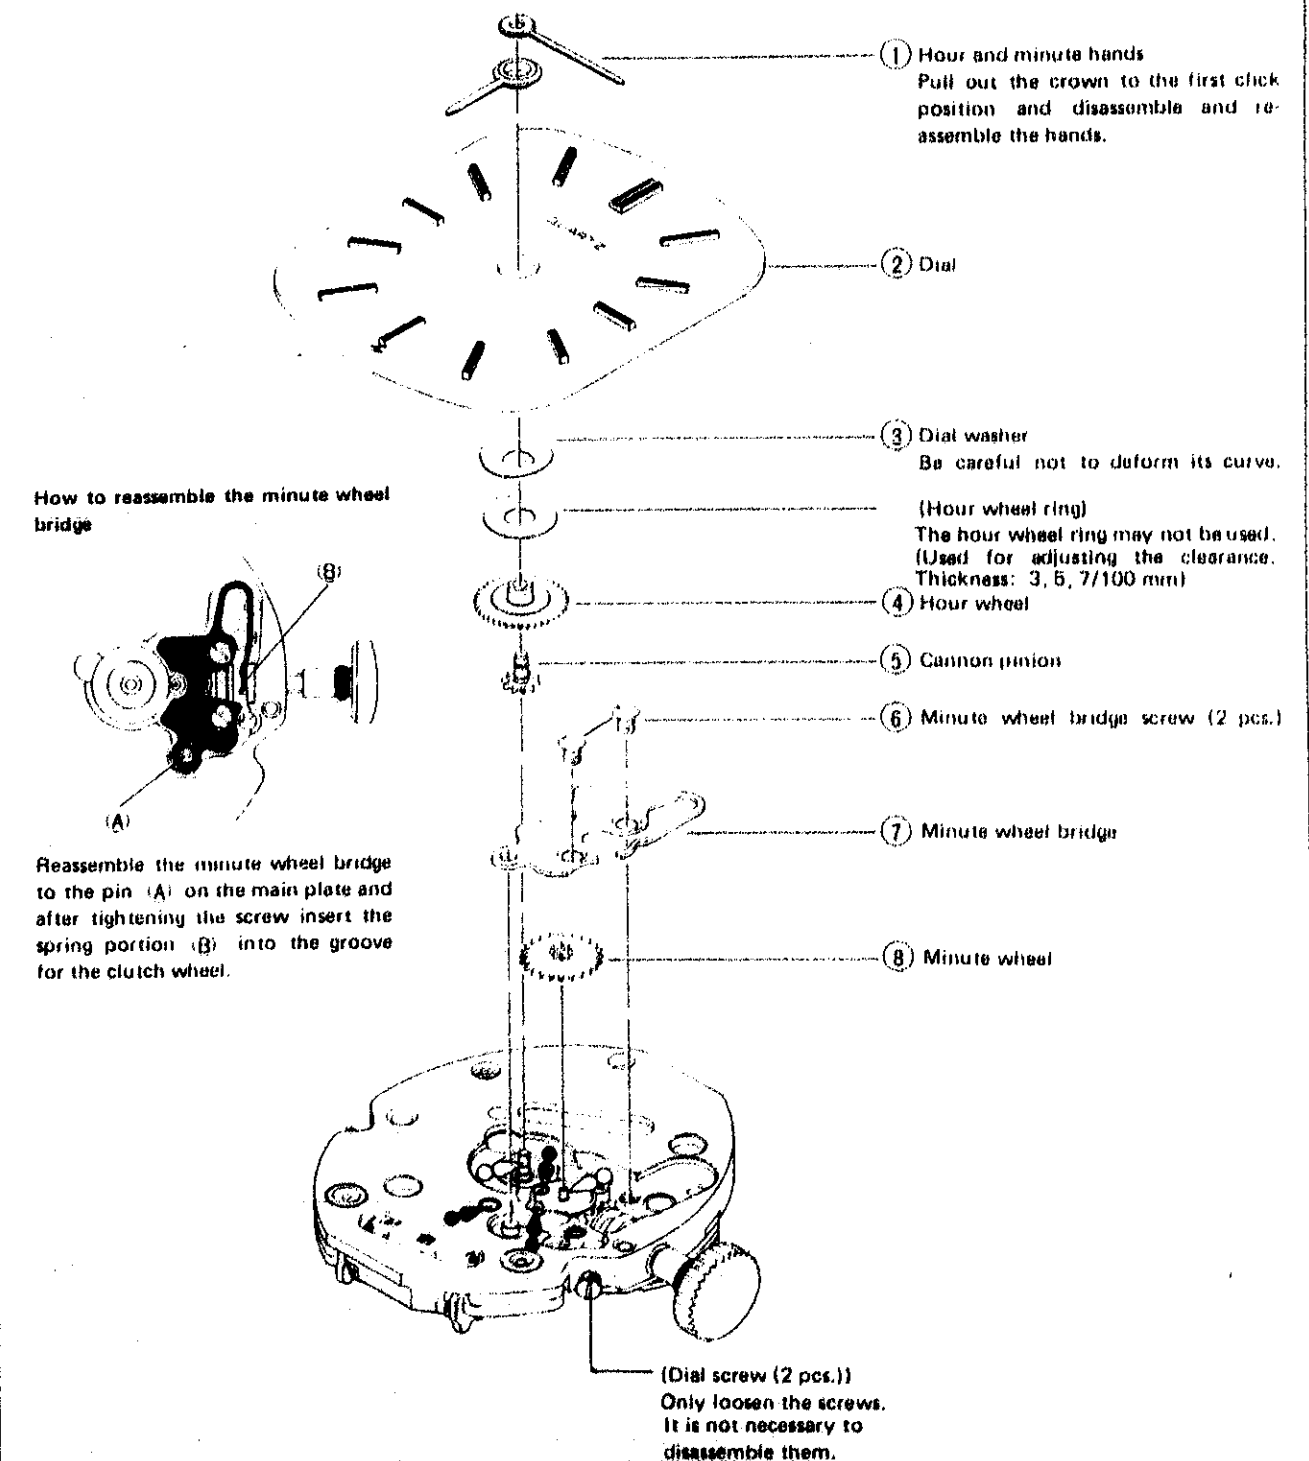 ① Hour and minute hands
Pull out the crown to the first click
position and disassemble and re-
assemble the hands.
② Dial
③ Dial washer
Be careful not to deform its curve.
(Hour wheel ring)
The hour wheel ring may not be used.
(Used for adjusting the clearance.
Thickness: 3, 5, 7/100 mm)
④ Hour wheel
⑤ Cannon pinion
⑥ Minute wheel bridge screw (2 pcs.)
⑦ Minute wheel bridge
⑧ Minute wheel
How to reassemble the minute wheel
bridge
(B)
(A)
Reassemble the minute wheel bridge
to the pin (A) on the main plate and
after tightening the screw insert the
spring portion (B) into the groove
for the clutch wheel.
(Dial screw (2 pcs.))
Only loosen the screws.
It is not necessary to
disassemble them.